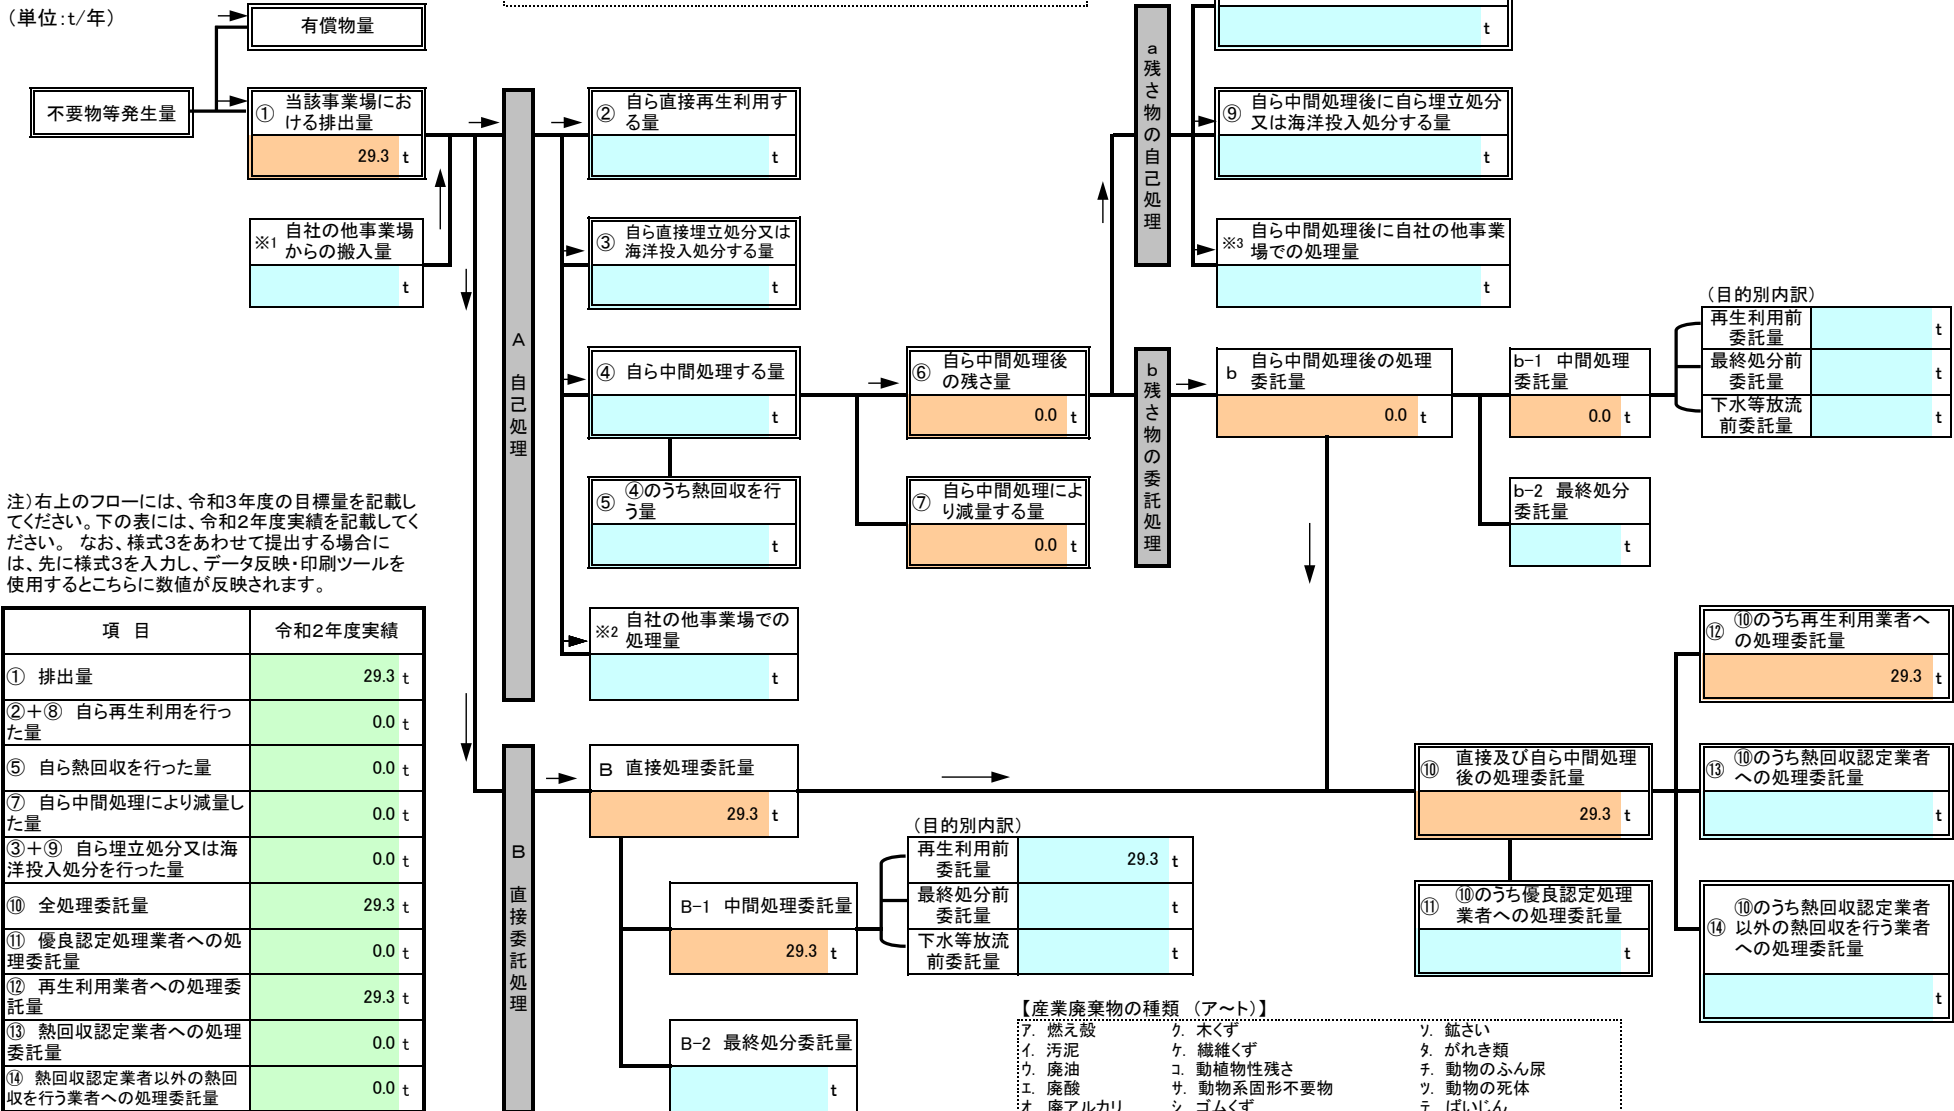 (単位:t/年)
有償物量
不要物等発生量
① 当該事業場にお
ける排出量
29.3 t
※1 自社の他事業場
からの搬入量
t
A 自己処理
② 自ら直接再生利用す
る量
t
③ 自ら直接埋立処分又は
海洋投入処分する量
t
④ 自ら中間処理する量
t
⑤ ④のうち熱回収を行
う量
t
※2 自社の他事業場での
処理量
t
⑥ 自ら中間処理後
の残さ量
0.0 t
⑦ 自ら中間処理によ
り減量する量
0.0 t
a 残さ物の自己処理
t
⑨ 自ら中間処理後に自ら埋立処分
又は海洋投入処分する量
t
※3 自ら中間処理後に自社の他事業
場での処理量
t
b 残さ物の委託処理
b 自ら中間処理後の処理
委託量
0.0 t
b-1 中間処理
委託量
0.0 t
b-2 最終処分
委託量
t
(目的別内訳)
再生利用前
委託量
t
最終処分前
委託量
t
下水等放流
前委託量
t
注)右上のフローには、令和3年度の目標量を記載し
てください。下の表には、令和2年度実績を記載してく
ださい。 なお、様式3をあわせて提出する場合に
は、先に様式3を入力し、データ反映・印刷ツールを
使用するとこちらに数値が反映されます。
項 目 令和2年度実績
① 排出量 29.3 t
②+⑧ 自ら再生利用を行っ
た量 0.0 t
⑤ 自ら熱回収を行った量 0.0 t
⑦ 自ら中間処理により減量し
た量 0.0 t
③+⑨ 自ら埋立処分又は海
洋投入処分を行った量 0.0 t
⑩ 全処理委託量 29.3 t
⑪ 優良認定処理業者への処
理委託量 0.0 t
⑫ 再生利用業者への処理委
託量 29.3 t
⑬ 熱回収認定業者への処理
委託量 0.0 t
⑭ 熱回収認定業者以外の熱回
収を行う業者への処理委託量 0.0 t
B 直接委託処理
B 直接処理委託量
29.3 t
B-1 中間処理委託量
29.3 t
B-2 最終処分委託量
t
(目的別内訳)
再生利用前
委託量
29.3 t
最終処分前
委託量
t
下水等放流
前委託量
t
⑩ 直接及び自ら中間処理
後の処理委託量
29.3 t
⑪ ⑩のうち優良認定処理
業者への処理委託量
t
⑫ ⑩のうち再生利用業者へ
の処理委託量
29.3 t
⑬ ⑩のうち熱回収認定業者
への処理委託量
t
⑭ ⑩のうち熱回収認定業者
以外の熱回収を行う業者
への処理委託量
t
【産業廃棄物の種類 (ア~ト)】
ア. 燃え殻 ク. 木くず ソ. 鉱さい
イ. 汚泥 ケ. 繊維くず タ. がれき類
ウ. 廃油 コ. 動植物性残さ チ. 動物のふん尿
エ. 廃酸 サ. 動物系固形不要物 ツ. 動物の死体
オ. 廃アルカリ シ. ゴムくず テ. ばいじん